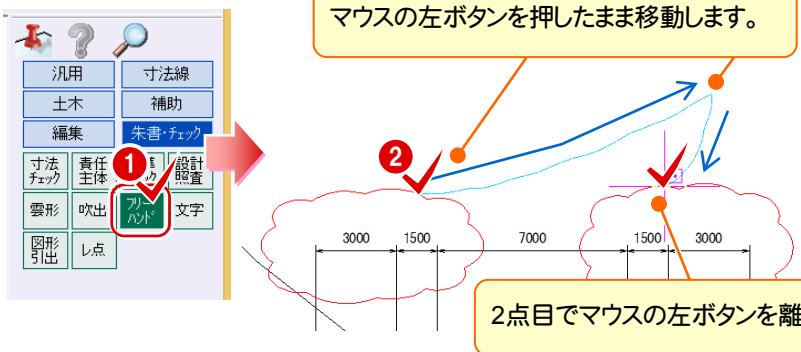 マウスの左ボタンを押したまま移動します。
汎用
寸法線
土木
補助
編集
朱書・チェック
寸法
チェック
責任
主体
設計
照査
雲形
吹出
フリー
ハンド
文字
図形
引出
レ点
1
2
3000
1500
7000
1500
3000
2点目でマウスの左ボタンを離